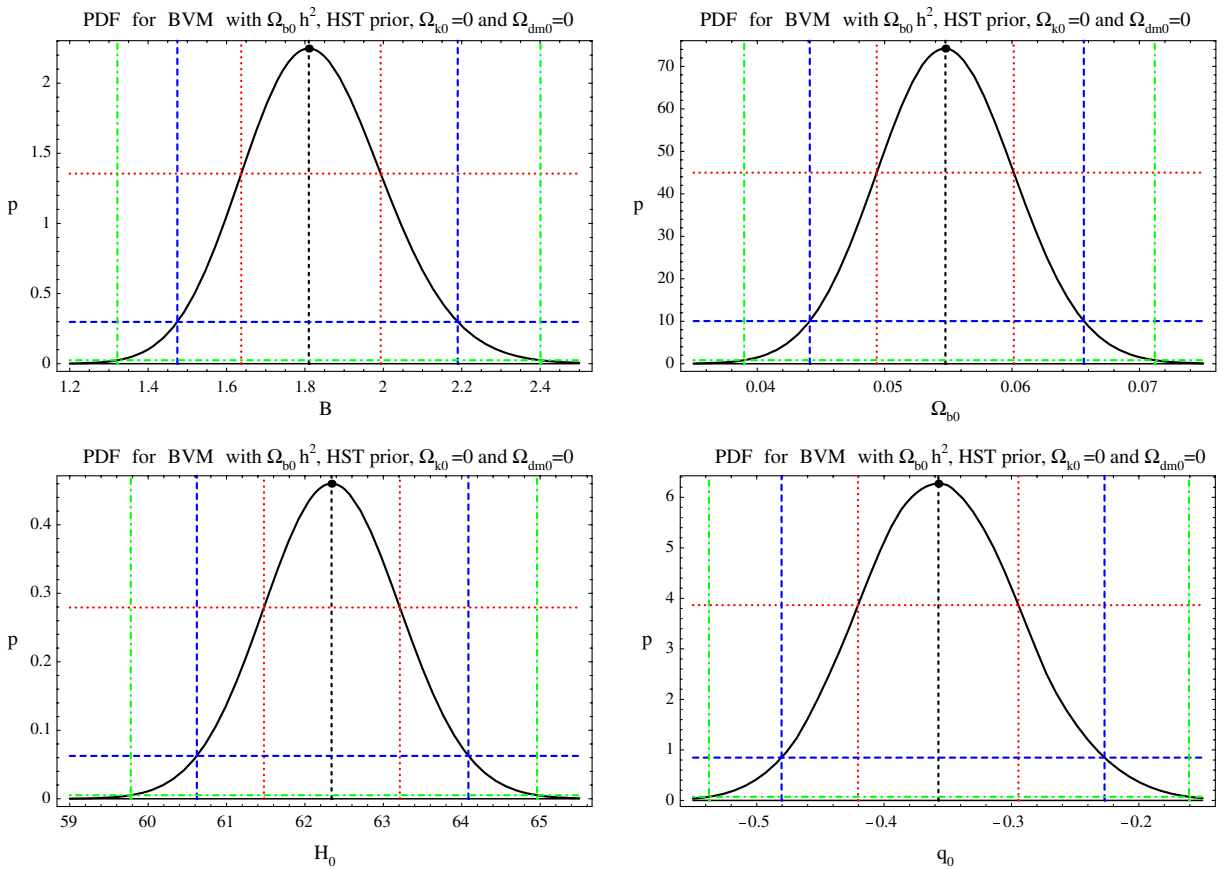 PDF for BVM with Ω_b0 h², HST prior, Ω_k0 =0 and Ω_dm0=0
2
1.5
1
0.5
0
p
1.2 1.4 1.6 1.8 2 2.2 2.4
B
PDF for BVM with Ω_b0 h², HST prior, Ω_k0 =0 and Ω_dm0=0
70
60
50
40
30
20
10
0
p
0.04 0.05 0.06 0.07
Ω_b0
PDF for BVM with Ω_b0 h², HST prior, Ω_k0 =0 and Ω_dm0=0
0.4
0.3
0.2
0.1
0
p
59 60 61 62 63 64 65
H_0
PDF for BVM with Ω_b0 h², HST prior, Ω_k0 =0 and Ω_dm0=0
6
5
4
3
2
1
0
p
−0.5 −0.4 −0.3 −0.2
q_0